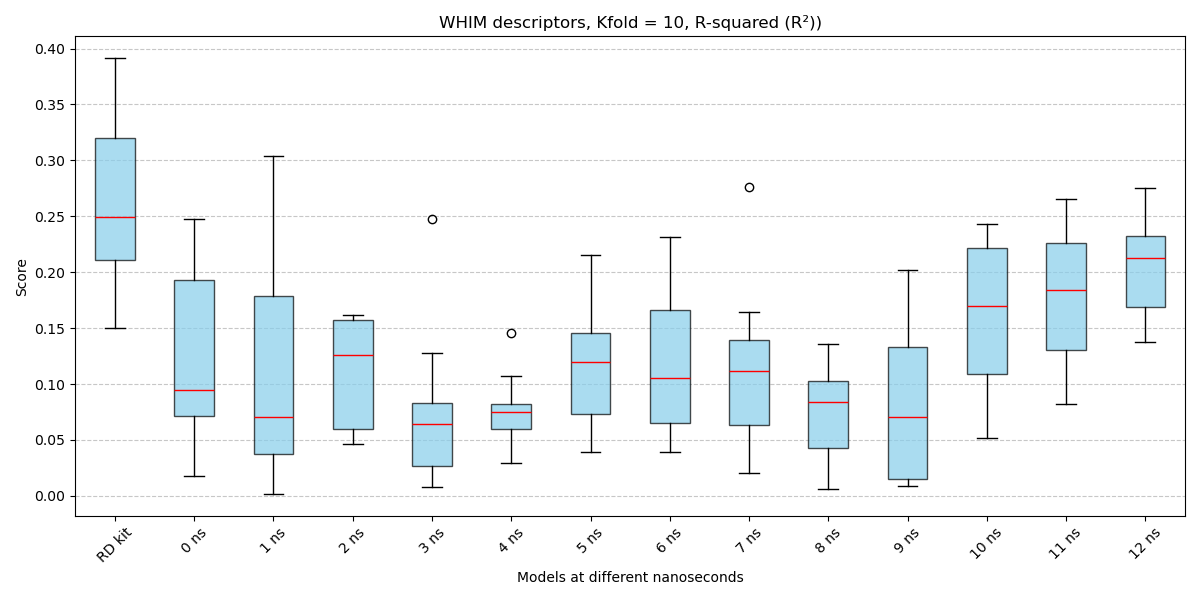 WHIM descriptors, Kfold = 10, R-squared (R²))
Score
0.40
0.35
0.30
0.25
0.20
0.15
0.10
0.05
0.00
RD kit
0 ns
1 ns
2 ns
3 ns
4 ns
5 ns
6 ns
7 ns
8 ns
9 ns
10 ns
11 ns
12 ns
Models at different nanoseconds